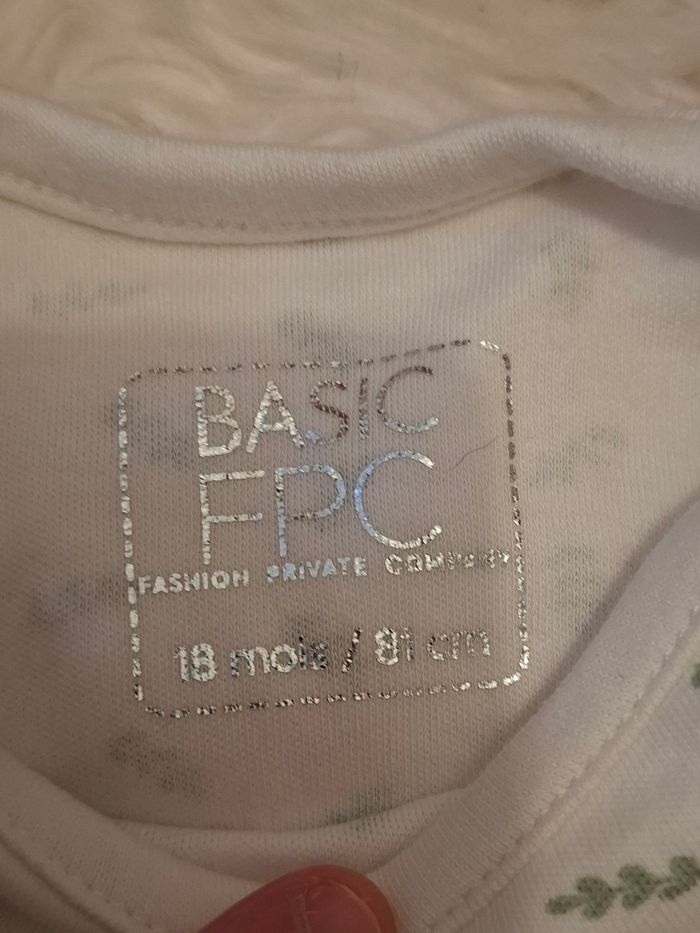 BASIC
FPC
FASHION PRIVATE COMPANY
18 mois / 81 cm